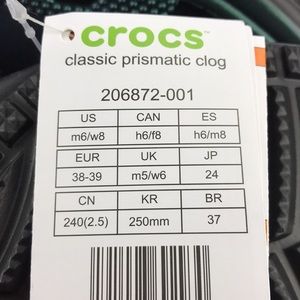 crocs™
classic prismatic clog
206872-001
US CAN ES
m6/w8 h6/f8 h6/m8
EUR UK JP
38-39 m5/w6 24
CN KR BR
240(2.5) 250mm 37